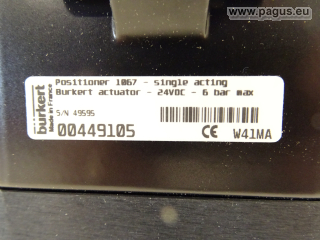 www.pagus.eu
Positioner 1067 - single acting
Burkert actuator - 24VDC - 6 bar max
S/N 49595
00449105
CE W41MA
burkert
Made in France